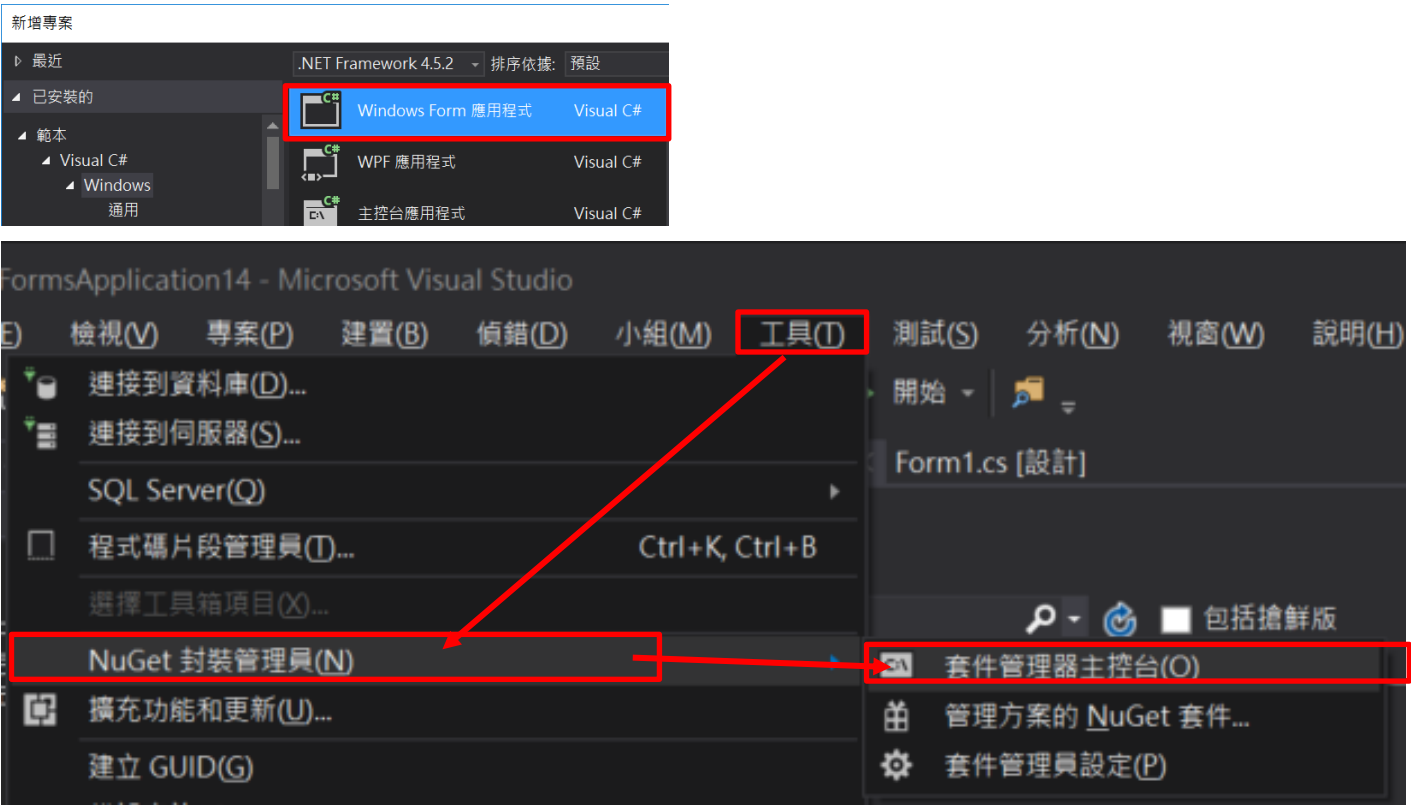 新增專案
最近
.NET Framework 4.5.2 排序依據: 預設
已安裝的
C# Windows Form 應用程式 Visual C#
範本
Visual C#
C# WPF 應用程式 Visual C#
Windows
通用
C# 主控台應用程式 Visual C#
FormsApplication14 - Microsoft Visual Studio
E) 檢視(V) 專案(P) 建置(B) 偵錯(D) 小組(M) 工具(T) 測試(S) 分析(N) 視窗(W) 說明(H)
連接到資料庫(D)...
開始
連接到伺服器(S)...
Form1.cs [設計]
SQL Server(Q)
程式碼片段管理員(T)... Ctrl+K, Ctrl+B
選擇工具箱項目(X)...
包括搶鮮版
NuGet 封裝管理員(N)
套件管理器主控台(O)
擴充功能和更新(U)...
管理方案的 NuGet 套件...
建立 GUID(G)
套件管理員設定(P)